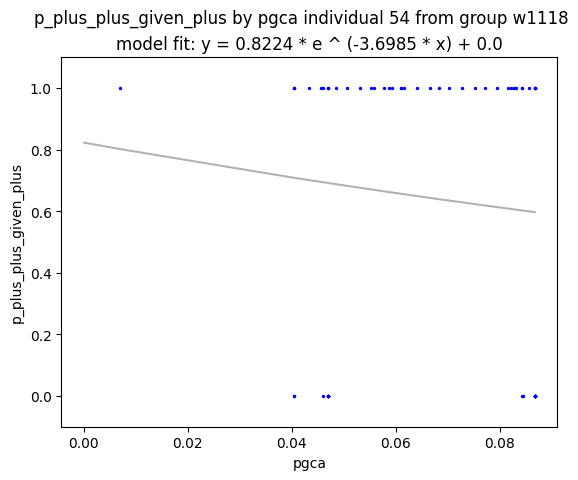 p_plus_plus_given_plus by pgca individual 54 from group w1118
model fit: y = 0.8224 * e ^ (-3.6985 * x) + 0.0
1.0
0.8
0.6
0.4
0.2
0.0
p_plus_plus_given_plus
0.00 0.02 0.04 0.06 0.08
pgca